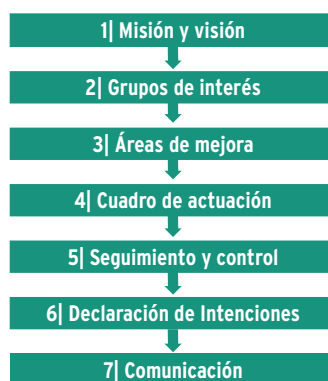 1| Misión y visión
2| Grupos de interés
3| Áreas de mejora
4| Cuadro de actuación
5| Seguimiento y control
6| Declaración de Intenciones
7| Comunicación